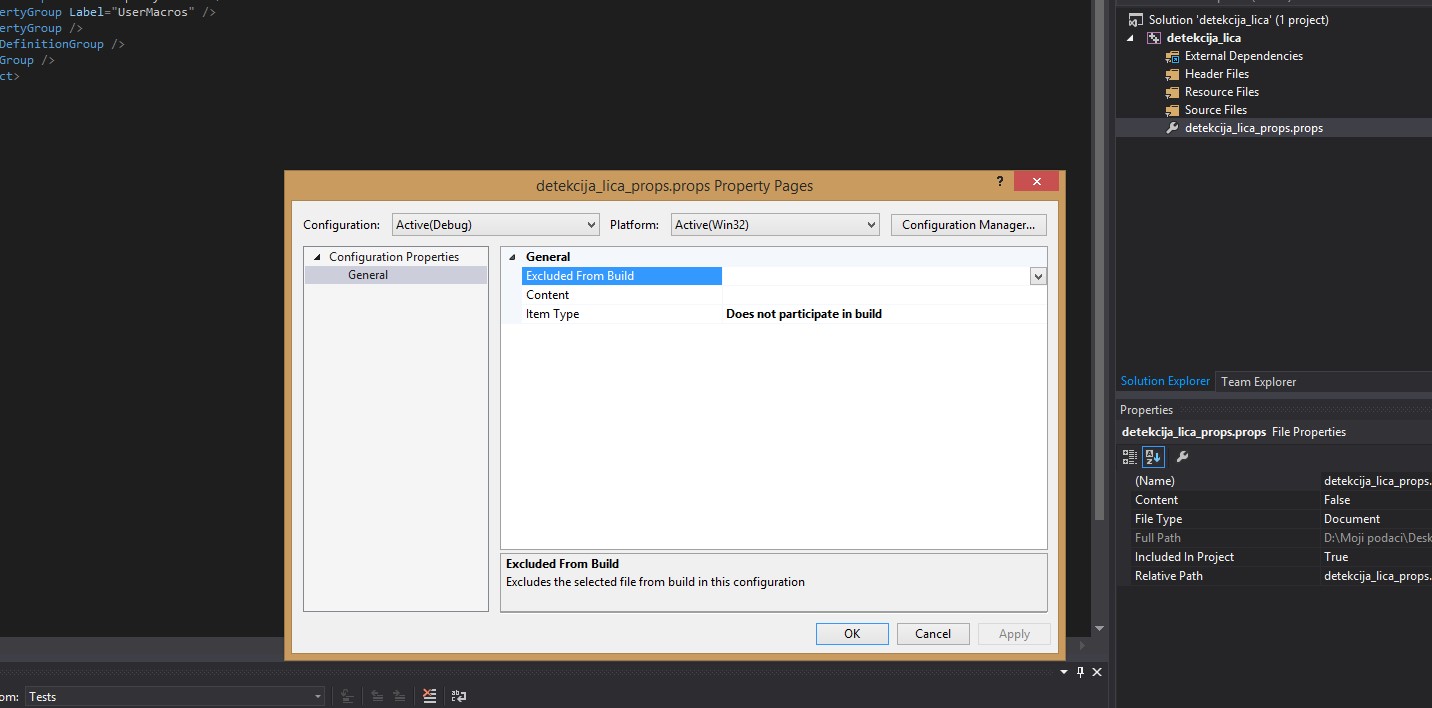 ertyGroup Label="UserMacros" />
ertyGroup />
DefinitionGroup />
Group />
ct>
Solution 'detekcija_lica' (1 project)
detekcija_lica
External Dependencies
Header Files
Resource Files
Source Files
detekcija_lica_props.props
detekcija_lica_props.props Property Pages
?
Configuration:
Active(Debug)
Platform:
Active(Win32)
Configuration Manager...
Configuration Properties
General
General
Excluded From Build
Content
Item Type
Does not participate in build
Excluded From Build
Excludes the selected file from build in this configuration
OK
Cancel
Apply
Solution Explorer
Team Explorer
Properties
detekcija_lica_props.props File Properties
(Name)
detekcija_lica_props.
Content
False
File Type
Document
Full Path
D:\Moji podaci\Desk
Included In Project
True
Relative Path
detekcija_lica_props.
om:
Tests